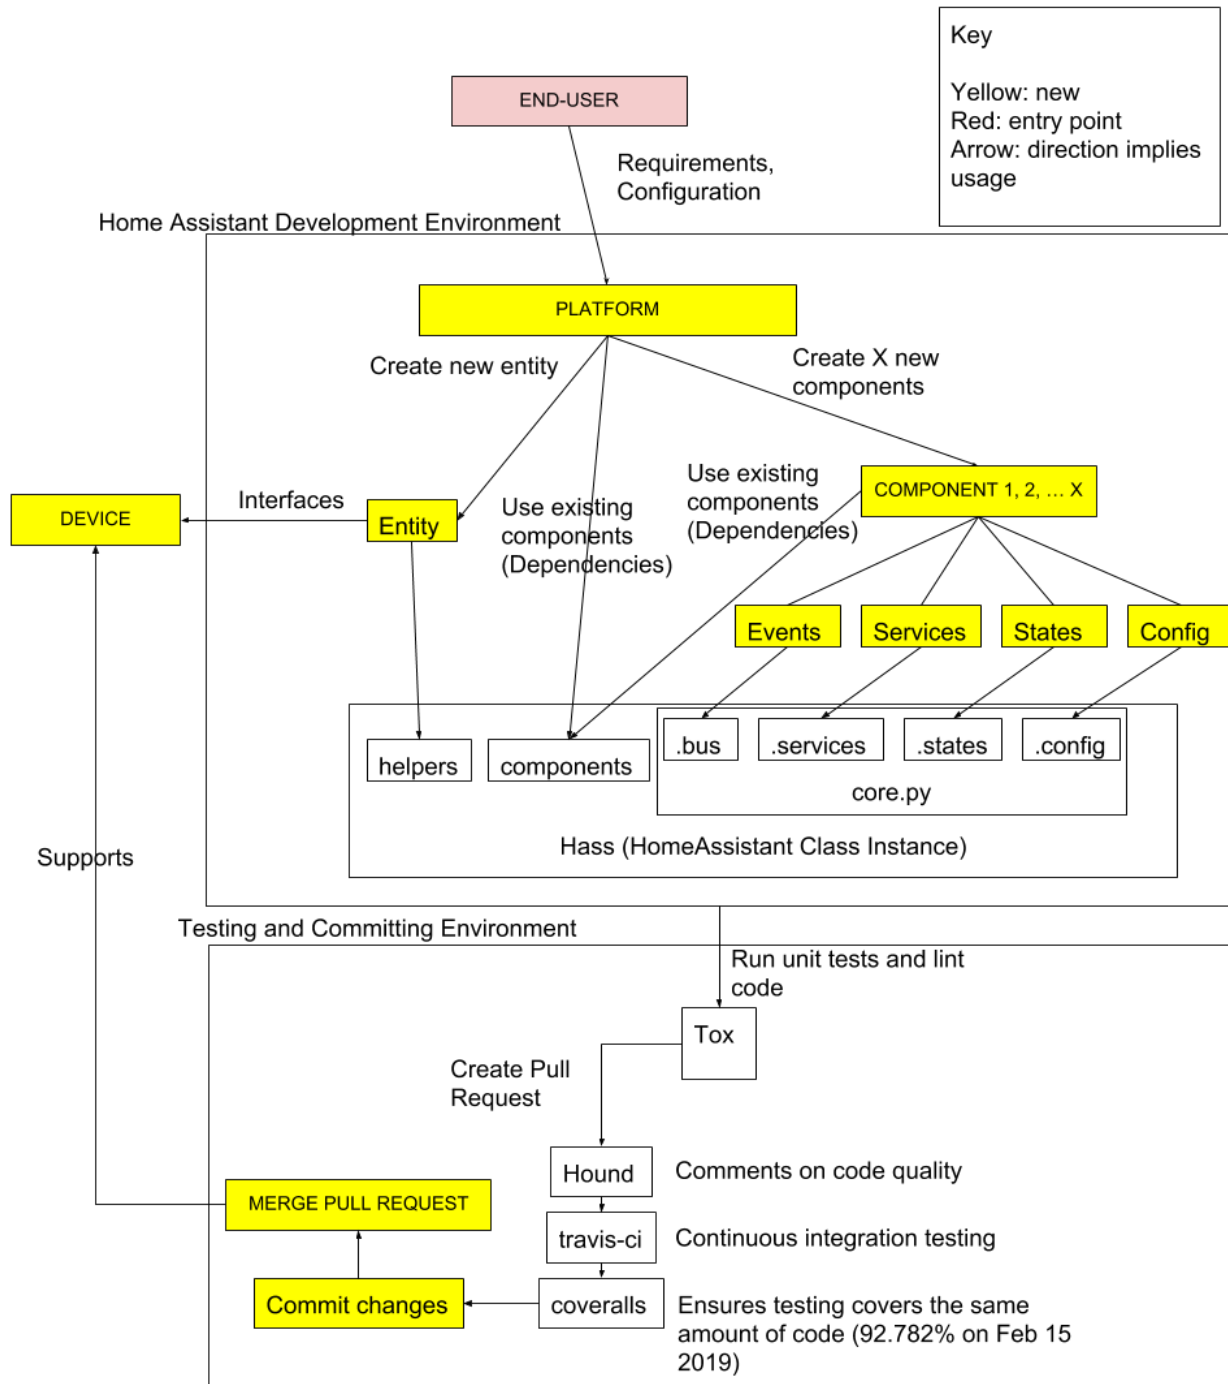 Key
Yellow: new
Red: entry point
Arrow: direction implies
usage
END-USER
Requirements,
Configuration
Home Assistant Development Environment
PLATFORM
Create new entity
Create X new
components
DEVICE
Interfaces
Entity
Use existing
components
(Dependencies)
Use existing
components
(Dependencies)
COMPONENT 1, 2, ... X
Events
Services
States
Config
helpers
components
.bus
.services
.states
.config
core.py
Hass (HomeAssistant Class Instance)
Supports
Testing and Committing Environment
Run unit tests and lint
code
Tox
Create Pull
Request
Hound
Comments on code quality
MERGE PULL REQUEST
travis-ci
Continuous integration testing
Commit changes
coveralls
Ensures testing covers the same
amount of code (92.782% on Feb 15
2019)